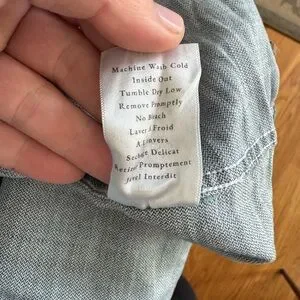 Machine Wash Cold
Inside Out
Tumble Dry Low
Remove Promptly
No Bleach
Laver à Froid
A L'envers
Sechage Delicat
Retirer Promptement
Javel Interdit